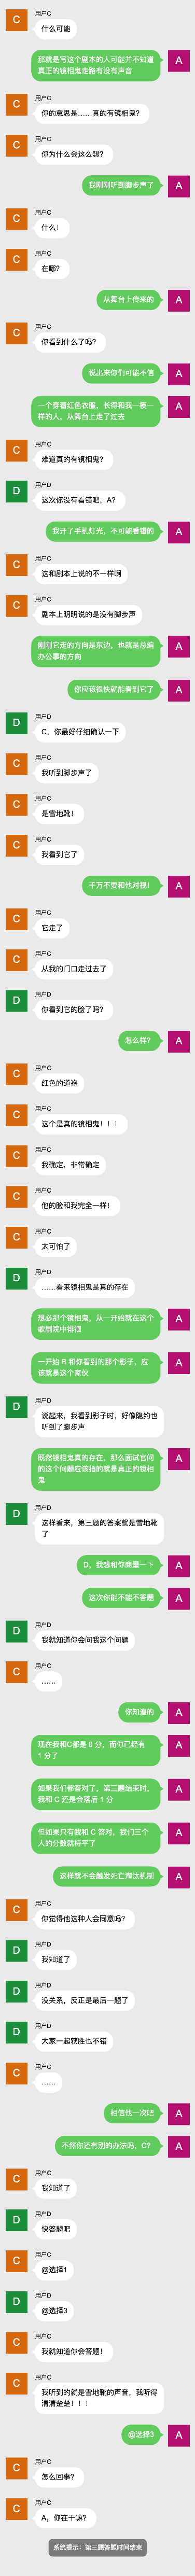 C
用户C
什么可能
那就是写这个剧本的人可能并不知道
真正的镜相鬼走路有没有声音
A
C
用户C
你的意思是……真的有镜相鬼?
C
用户C
你为什么会这么想?
我刚刚听到脚步声了
A
C
用户C
什么!
C
用户C
在哪?
从舞台上传来的
A
C
用户C
你看到什么了吗?
说出来你们可能不信
A
一个穿着红色衣服，长得和我一模一
样的人，从舞台上走了过去
A
C
用户C
难道真的有镜相鬼?
D
用户D
这次你没有看错吧，A?
我开了手机灯光，不可能看错的
A
C
用户C
这和剧本上说的不一样啊
C
用户C
剧本上明明说的是没有脚步声
刚刚它走的方向是东边，也就是总编
办公事的方向
A
你应该很快就能看到它了
A
D
用户D
C，你最好仔细确认一下
C
用户C
我听到脚步声了
C
用户C
是雪地靴!
C
用户C
我看到它了
千万不要和他对视!
A
C
用户C
它走了
C
用户C
从我的门口走过去了
D
用户D
你看到它的脸了吗?
怎么样?
A
C
用户C
红色的道袍
C
用户C
这个是真的镜相鬼!!!
C
用户C
我确定，非常确定
C
用户C
他的脸和我完全一样!
C
用户C
太可怕了
D
用户D
……看来镜相鬼是真的存在
想必那个镜相鬼，从一开始就在这个
歌剧院中徘徊
A
一开始 B 和你看到的那个影子，应
该就是这个家伙
A
D
用户D
说起来，我看到影子时，好像隐约也
听到了脚步声
既然镜相鬼真的存在，那么面试官问
的这个问题应该指的就是真正的镜相
鬼
A
D
用户D
这样看来，第三题的答案就是雪地靴
了
D，我想和你商量一下
A
这次你能不能不答题
A
D
用户D
我就知道你会问我这个问题
C
用户C
……
你知道的
A
现在我和C都是 0 分，而你已经有
1 分了
A
如果我们都答对了，第三题结束时，
我和 C 还是会落后 1 分
A
但如果只有我和 C 答对，我们三个
人的分数就持平了
A
这样就不会触发死亡淘汰机制
A
C
用户C
你觉得他这种人会同意吗?
D
用户D
我知道了
D
用户D
没关系，反正是最后一题了
D
用户D
大家一起获胜也不错
C
用户C
……
相信他一次吧
A
不然你还有别的办法吗，C?
A
C
用户C
我知道了
D
用户D
快答题吧
C
用户C
@选择1
D
用户D
@选择3
C
用户C
我就知道你会答题!
C
用户C
我听到的就是雪地靴的声音，我听得
清清楚楚!!!
@选择3
A
C
用户C
怎么回事?
C
用户C
A，你在干嘛?
系统提示：第三题答题时间结束